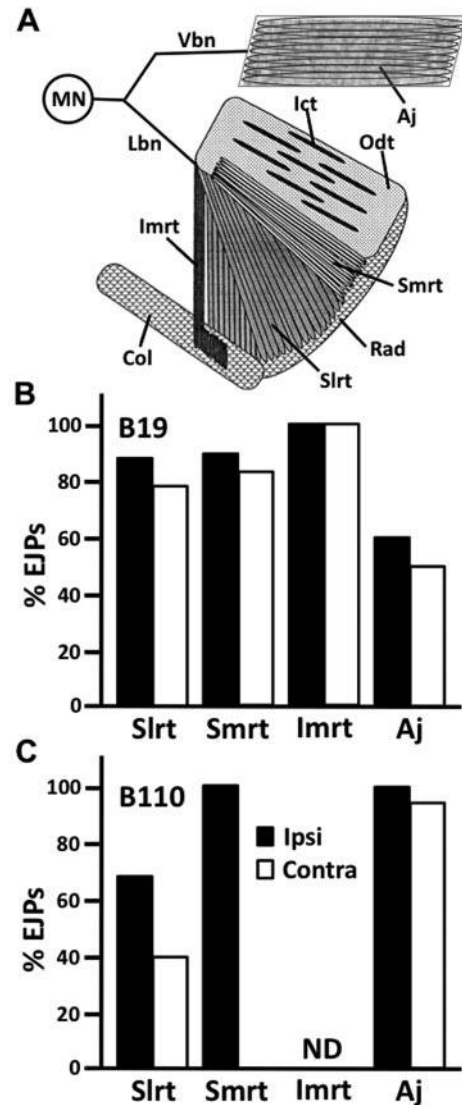 A
Vbn
MN
Aj
Ict
Odt
Lbn
Imrt
Smrt
Col
Rad
Slrt
B
B19
100
80
60
40
20
0
% EJPs
Slrt Smrt Imrt Aj
C
B110
100
80
60
40
20
0
% EJPs
Ipsi
Contra
ND
Slrt Smrt Imrt Aj